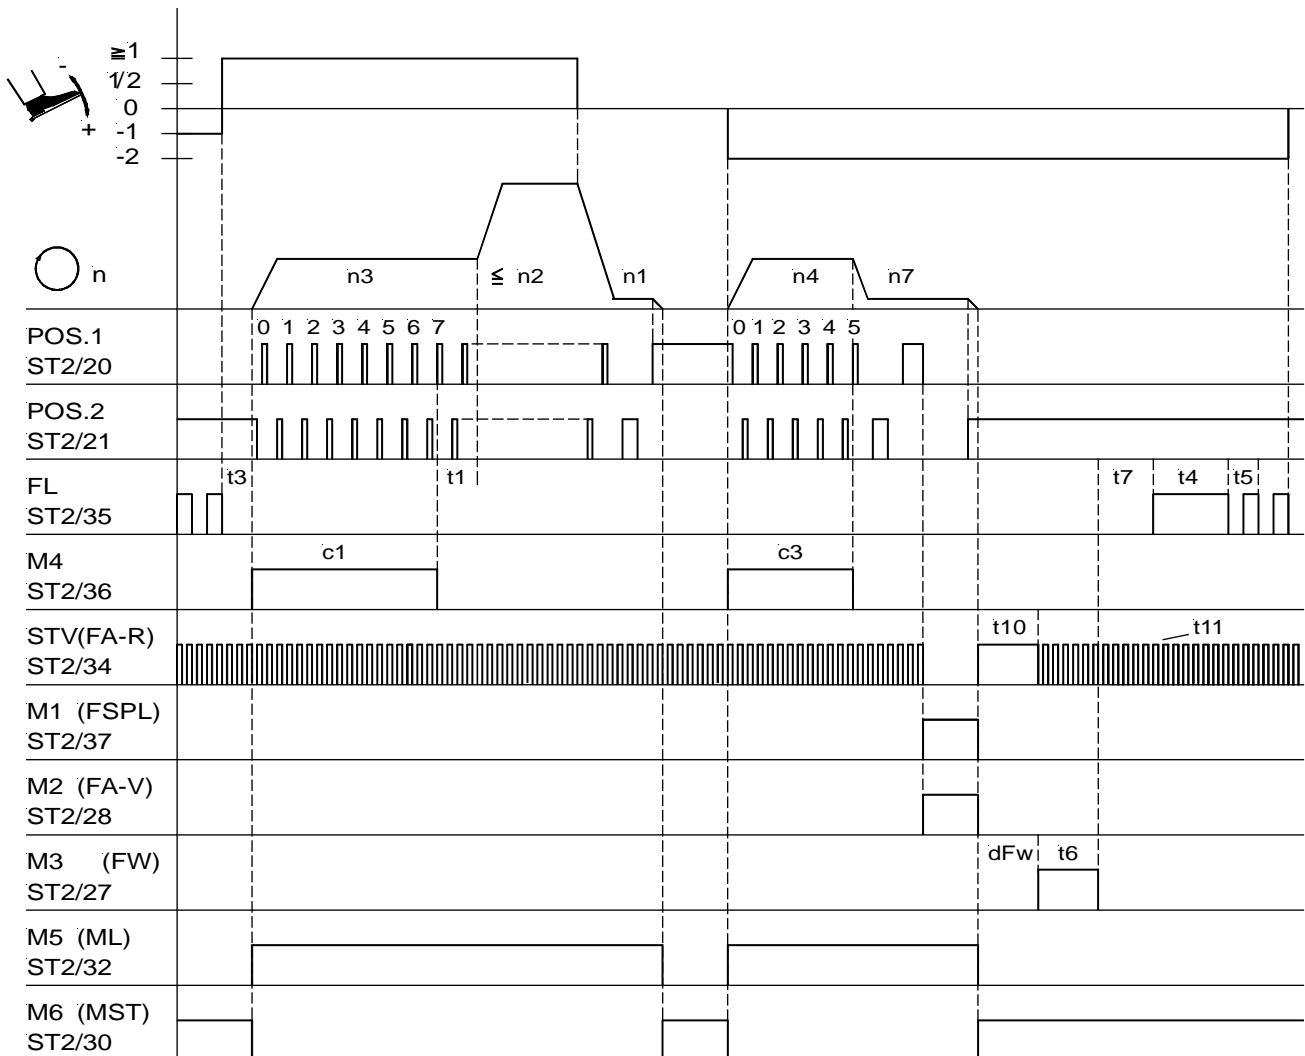 ≧1
1/2
0
-1
-2
-
+
n
n3
≦ n2
n1
n4
n7
POS.1
ST2/20
0 1 2 3 4 5 6 7
0 1 2 3 4 5
POS.2
ST2/21
FL
ST2/35
t3
t1
t7
t4
t5
M4
ST2/36
c1
c3
STV(FA-R)
ST2/34
t10
t11
M1 (FSPL)
ST2/37
M2 (FA-V)
ST2/28
M3 (FW)
ST2/27
dFw
t6
M5 (ML)
ST2/32
M6 (MST)
ST2/30